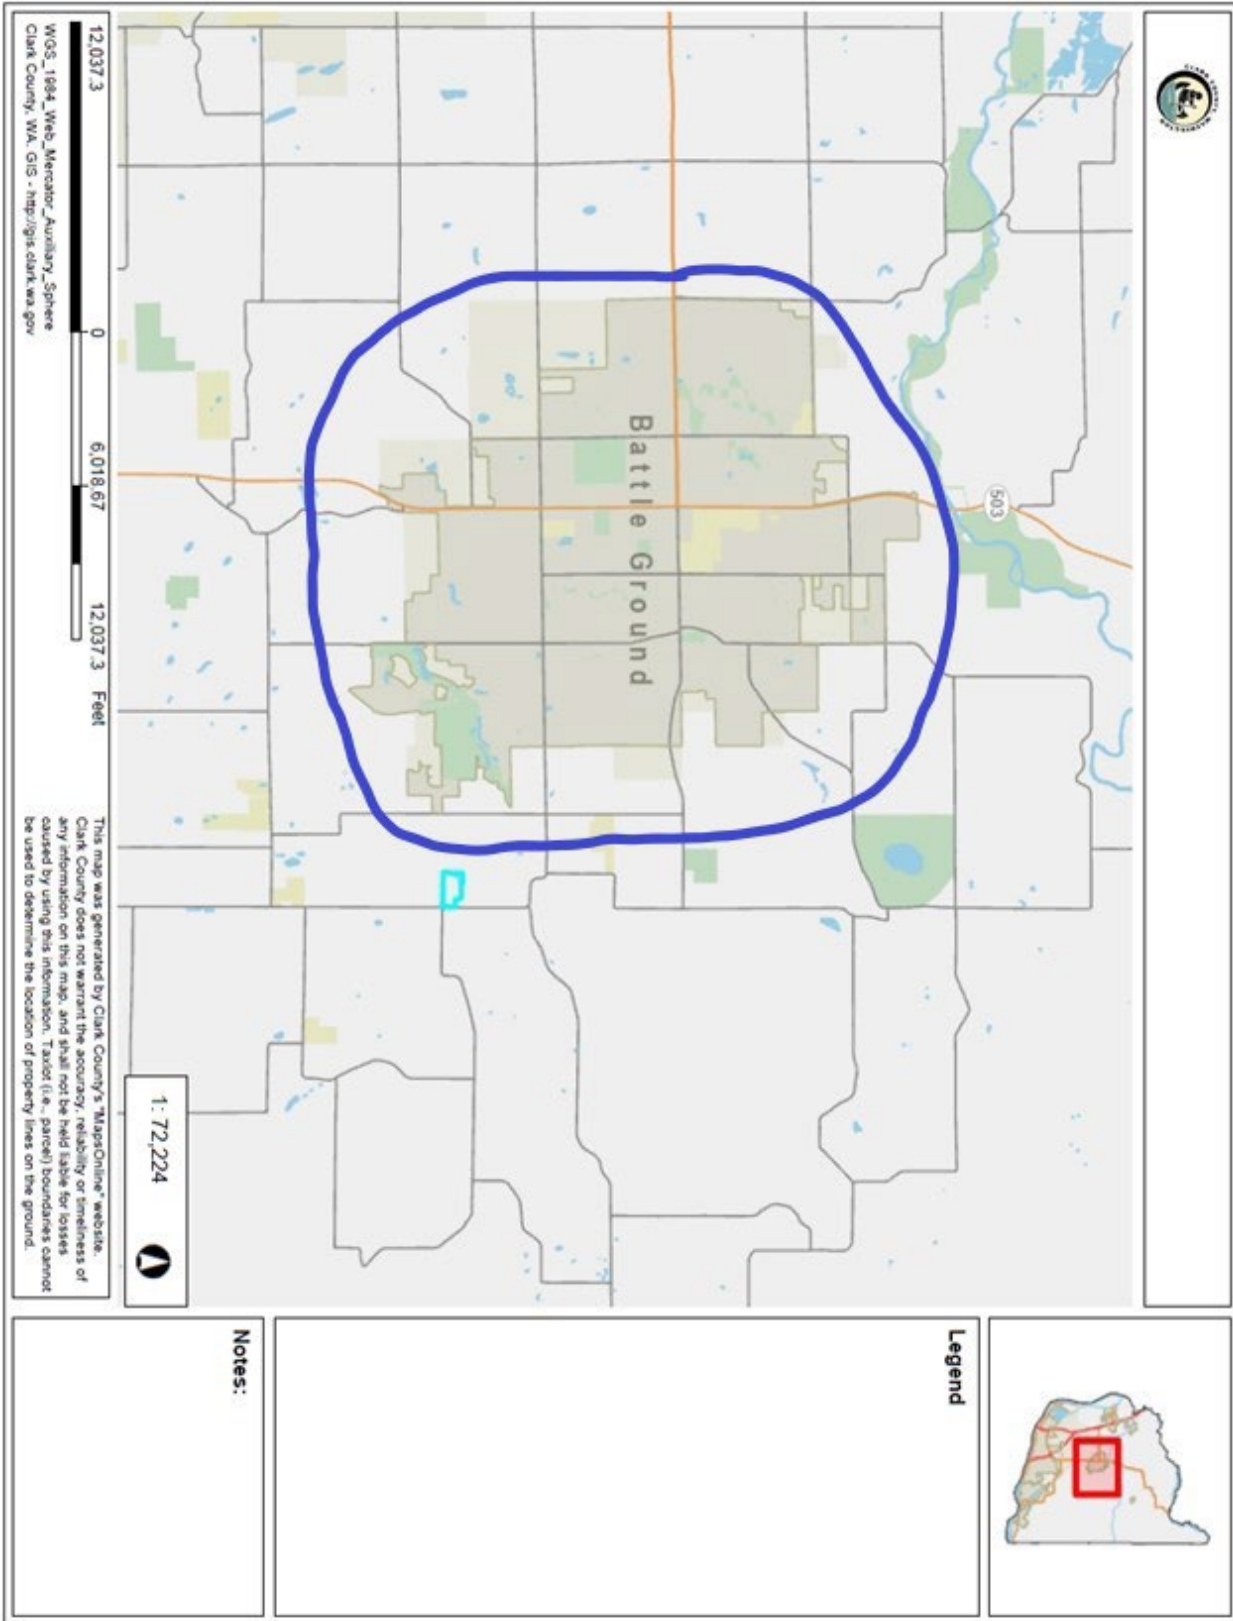 CLARK COUNTY, WASHINGTON
Legend
503
Battle Ground
1: 72,224
Notes:
12,037.3 0 6,018.67 12,037.3 Feet
WGS_1984_Web_Mercator_Auxiliary_Sphere
Clark County, WA. GIS - http://gis.clark.wa.gov
This map was generated by Clark County's "MapsOnline" website.
Clark County does not warrant the accuracy, reliability or timeliness of
any information on this map, and shall not be held liable for losses
caused by using this information. Taxlot (i.e., parcel) boundaries cannot
be used to determine the location of property lines on the ground.